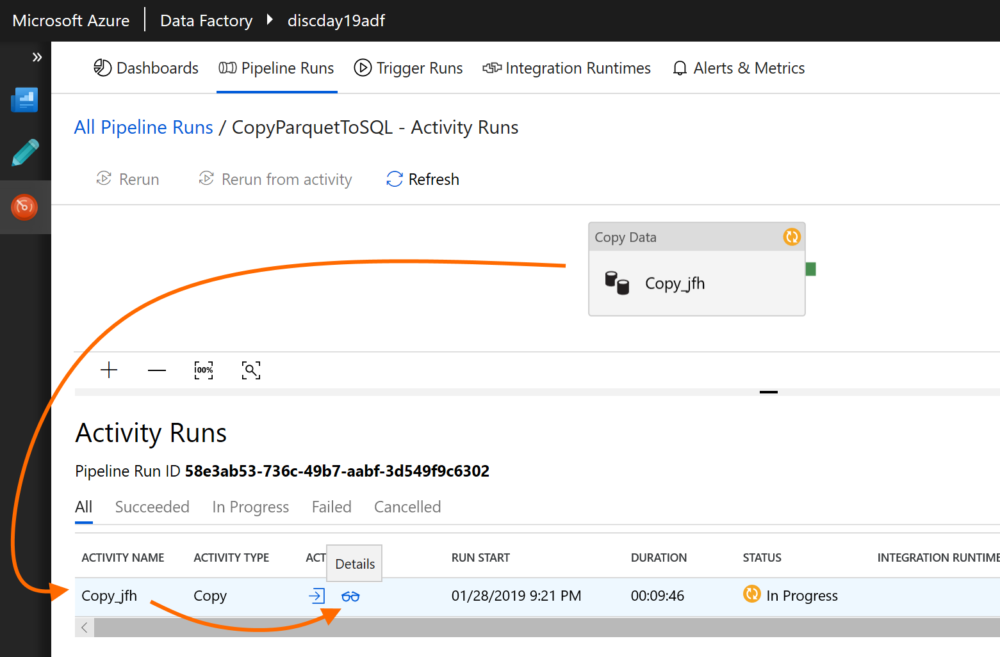 Microsoft Azure Data Factory discday19adf
Dashboards Pipeline Runs Trigger Runs Integration Runtimes Alerts & Metrics
All Pipeline Runs / CopyParquetToSQL - Activity Runs
Rerun Rerun from activity Refresh
Copy Data
Copy_jfh
100%
Activity Runs
Pipeline Run ID 58e3ab53-736c-49b7-aabf-3d549f9c6302
All Succeeded In Progress Failed Cancelled
ACTIVITY NAME ACTIVITY TYPE ACT Details RUN START DURATION STATUS INTEGRATION RUNTIME
Copy_jfh Copy 01/28/2019 9:21 PM 00:09:46 In Progress